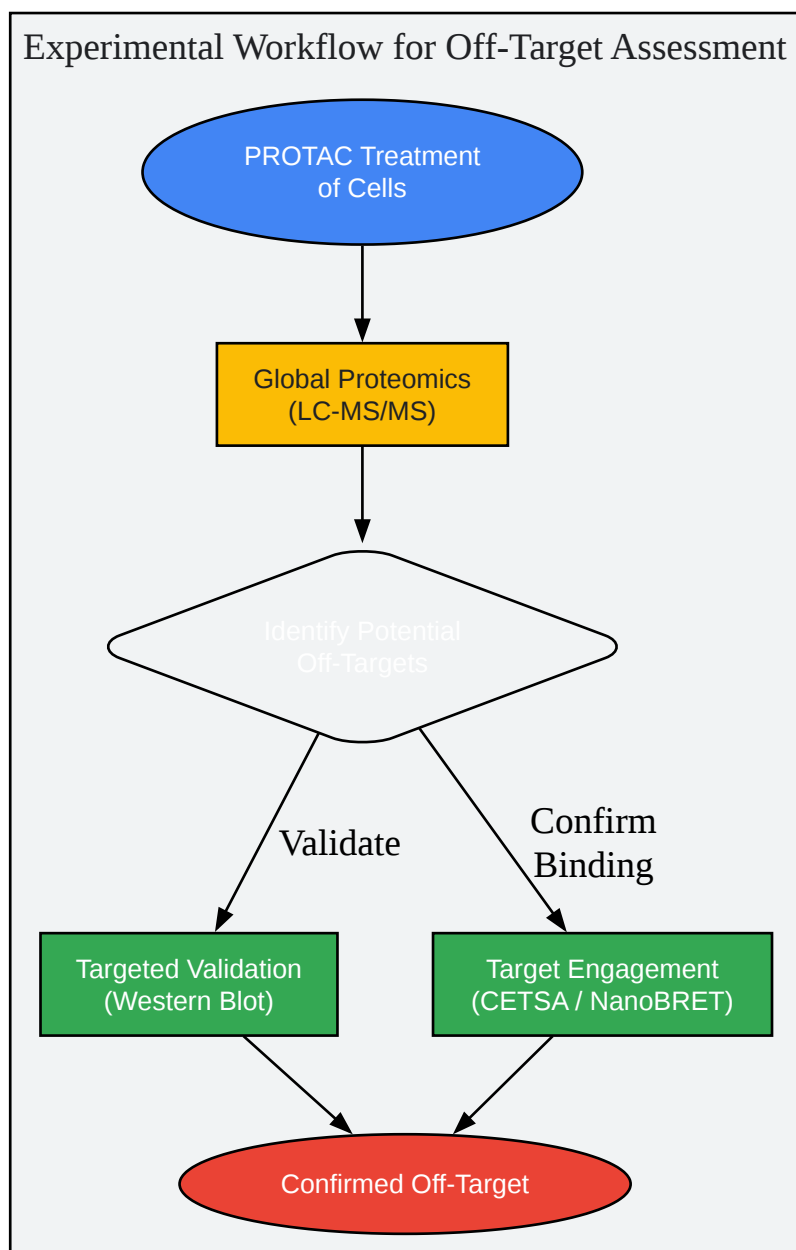 Experimental Workflow for Off-Target Assessment
PROTAC Treatment
of Cells
Global Proteomics
(LC-MS/MS)
Identify Potential
Off-Targets
Validate
Confirm
Binding
Targeted Validation
(Western Blot)
Target Engagement
(CETSA / NanoBRET)
Confirmed Off-Target